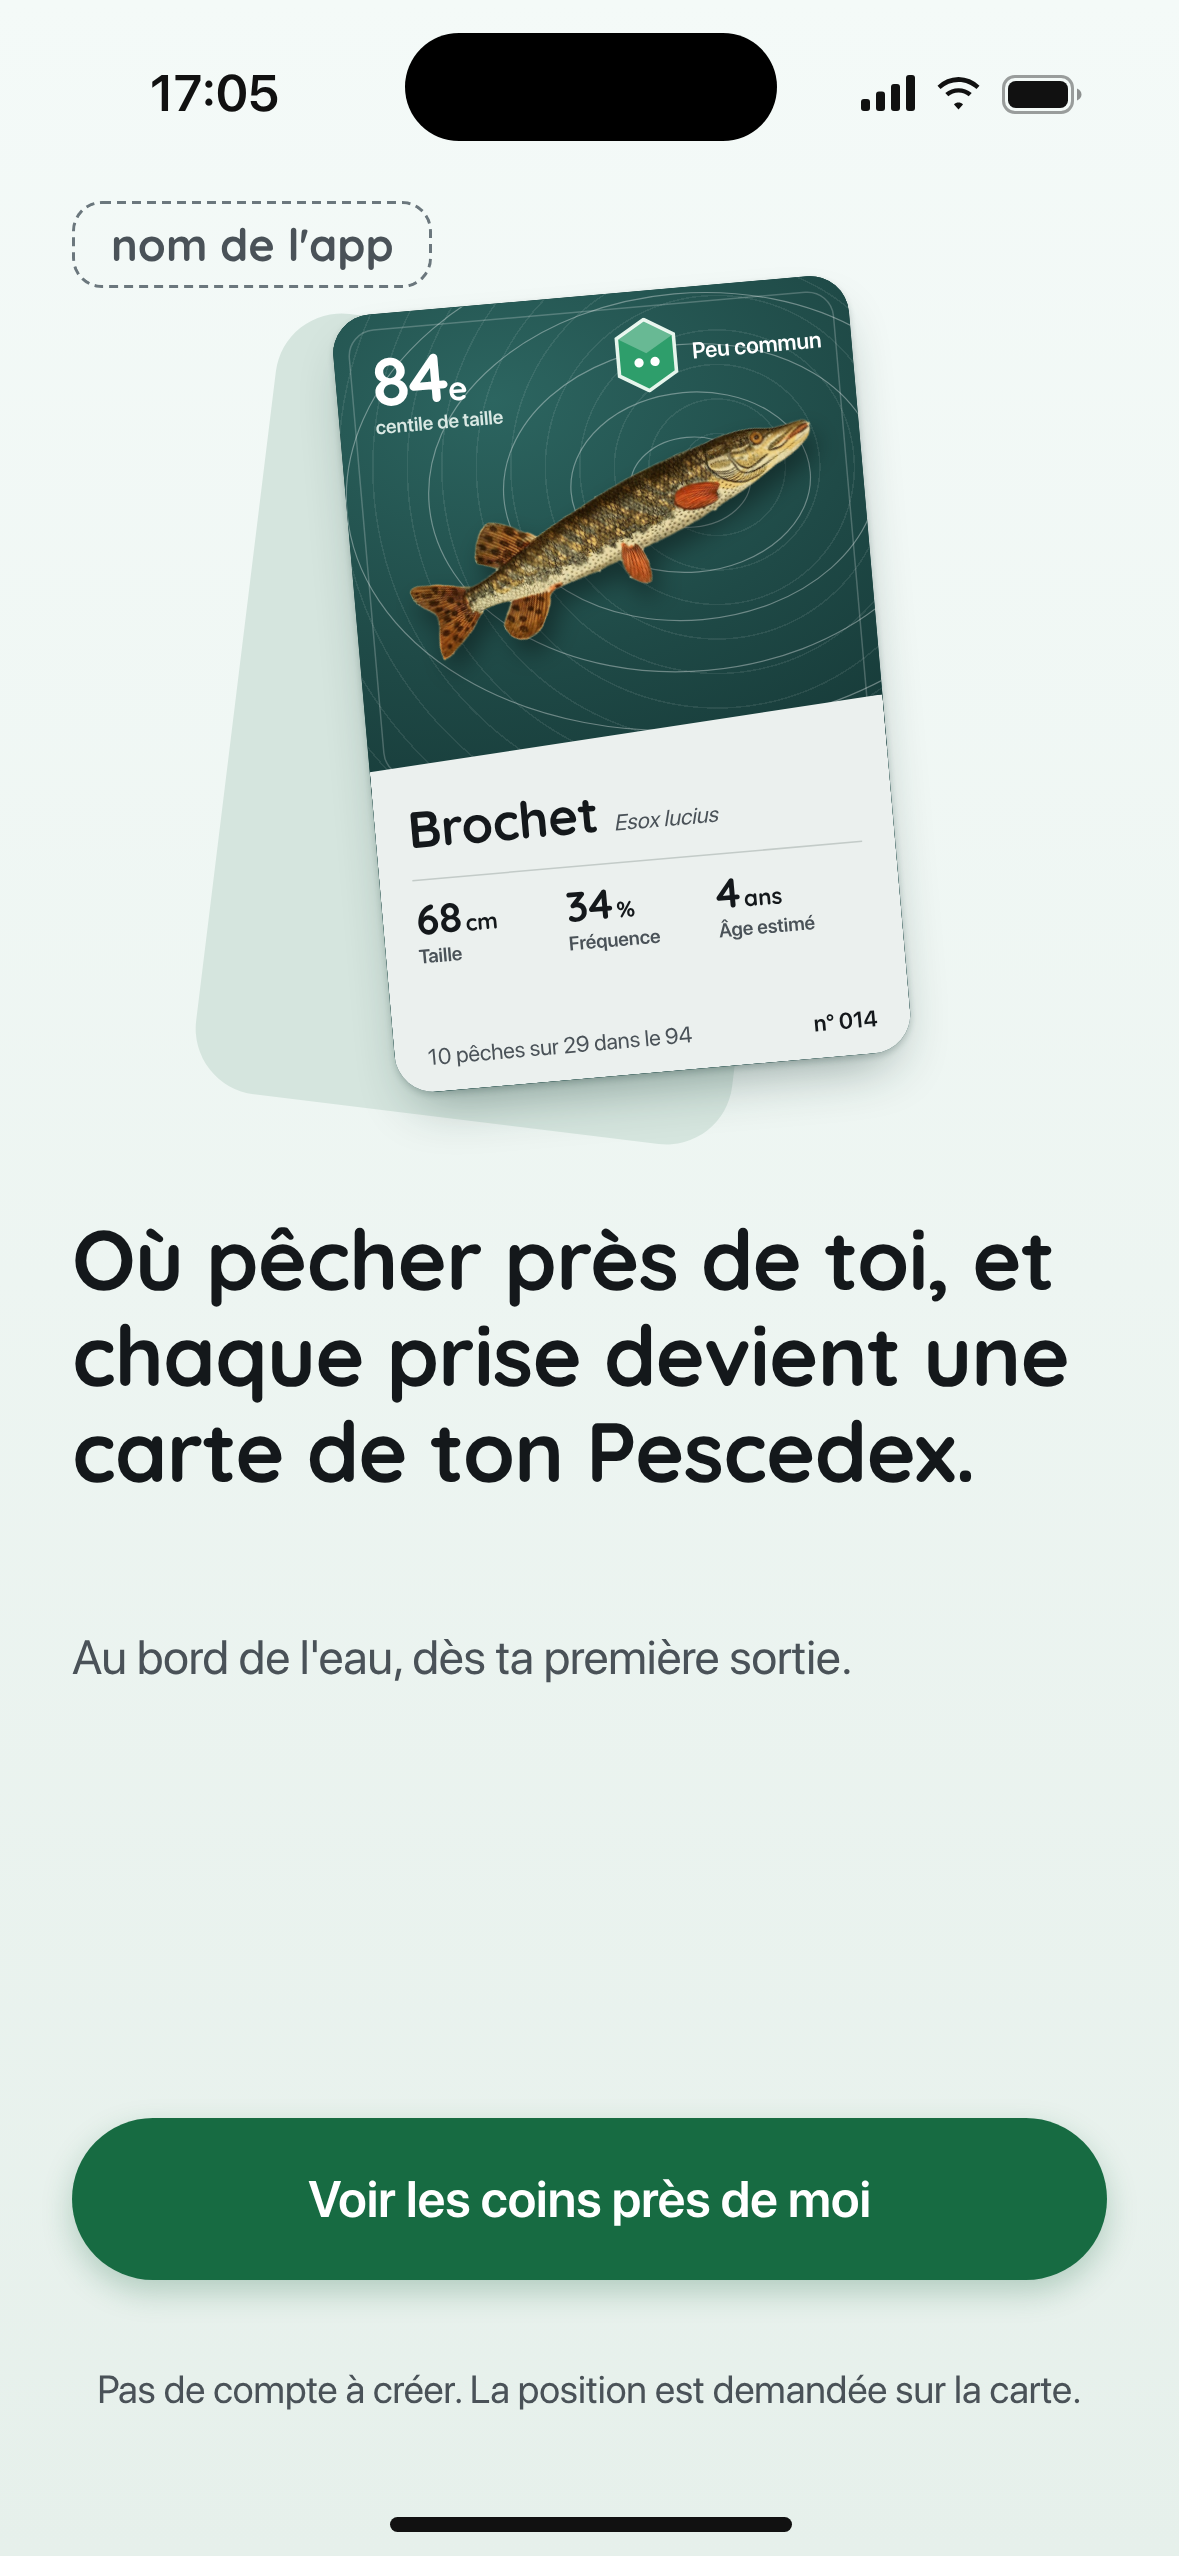 17:05
nom de l'app
84e
centile de taille
Peu commun
Brochet Esox lucius
68 cm 34 % 4 ans
Taille Fréquence Âge estimé
10 pêches sur 29 dans le 94 n° 014
Où pêcher près de toi, et
chaque prise devient une
carte de ton Pescedex.
Au bord de l'eau, dès ta première sortie.
Voir les coins près de moi
Pas de compte à créer. La position est demandée sur la carte.